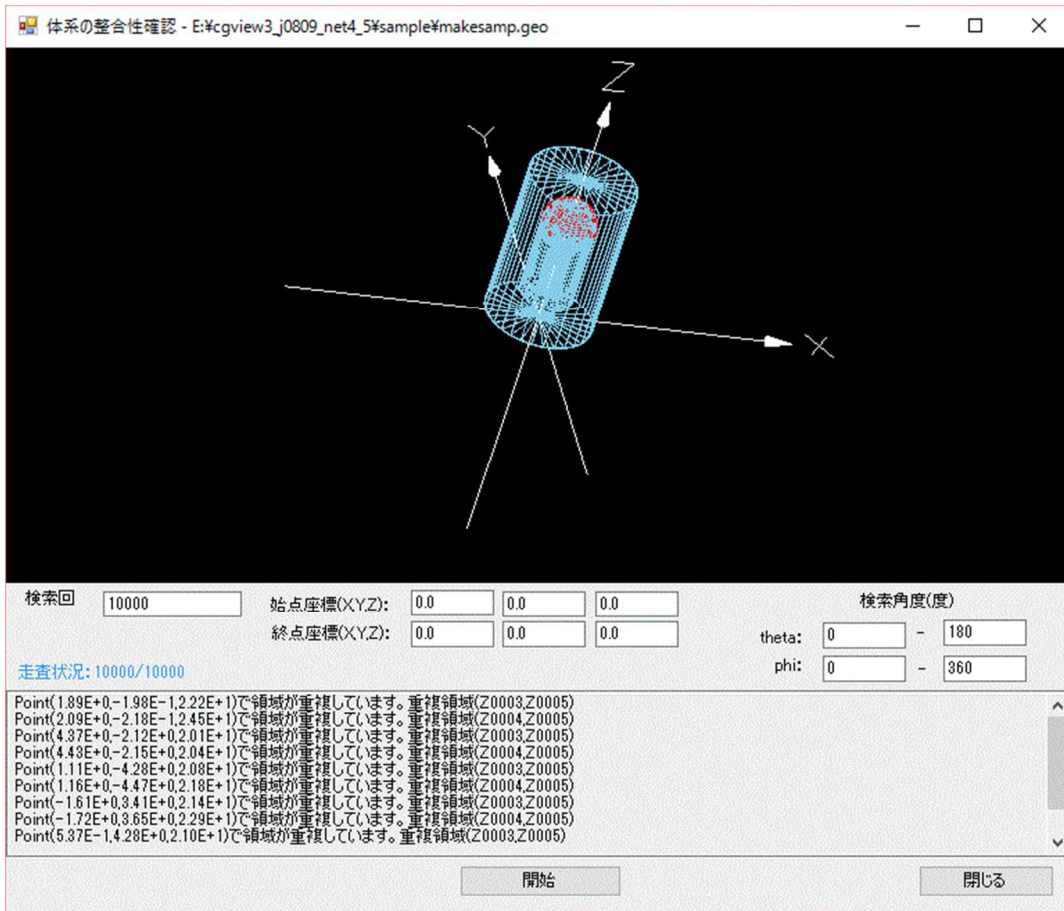 体系の整合性確認 - E:¥cgview3_j0809_net4_5¥sample¥makesamp.geo
Z
Y
X
検索回 10000 始点座標(X,Y,Z): 0.0 0.0 0.0 検索角度(度)
終点座標(X,Y,Z): 0.0 0.0 0.0 theta: 0 - 180
走査状況: 10000/10000 phi: 0 - 360
Point(1.89E+0,-1.98E-1,2.22E+1)で領域が重複しています。重複領域(Z0003,Z0005)
Point(2.09E+0,-2.18E-1,2.45E+1)で領域が重複しています。重複領域(Z0004,Z0005)
Point(4.37E+0,-2.12E+0,2.01E+1)で領域が重複しています。重複領域(Z0003,Z0005)
Point(4.43E+0,-2.15E+0,2.04E+1)で領域が重複しています。重複領域(Z0004,Z0005)
Point(1.11E+0,-4.28E+0,2.08E+1)で領域が重複しています。重複領域(Z0003,Z0005)
Point(1.16E+0,-4.47E+0,2.18E+1)で領域が重複しています。重複領域(Z0004,Z0005)
Point(-1.61E+0,3.41E+0,2.14E+1)で領域が重複しています。重複領域(Z0003,Z0005)
Point(-1.72E+0,3.65E+0,2.29E+1)で領域が重複しています。重複領域(Z0004,Z0005)
Point(5.37E-1,4.28E+0,2.10E+1)で領域が重複しています。重複領域(Z0003,Z0005)
開始 閉じる